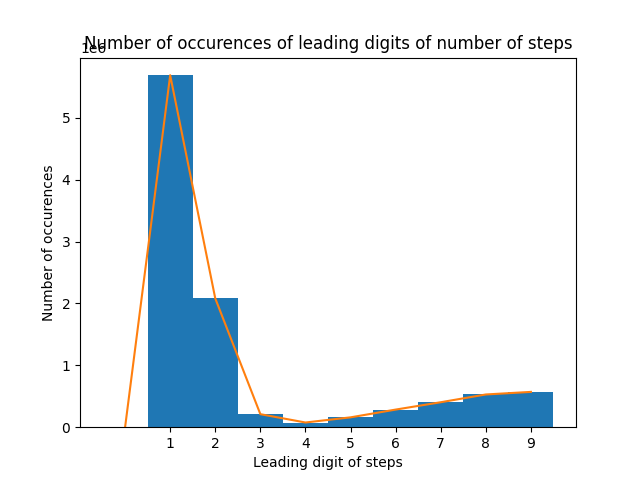 Number of occurences of leading digits of number of steps
1e6
5
4
3
2
1
0
Number of occurences
1 2 3 4 5 6 7 8 9
Leading digit of steps